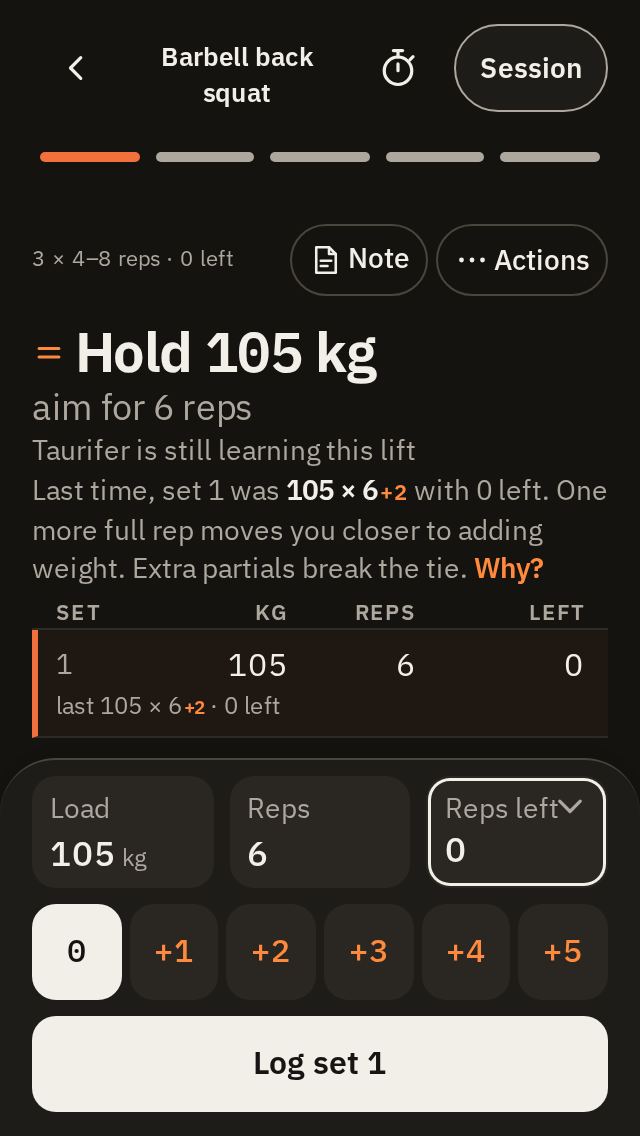 Barbell back
squat
Session
3 × 4–8 reps · 0 left
Note
··· Actions
= Hold 105 kg
aim for 6 reps
Taurifer is still learning this lift
Last time, set 1 was 105 × 6+2 with 0 left. One
more full rep moves you closer to adding
weight. Extra partials break the tie. Why?
SET KG REPS LEFT
1 105 6 0
last 105 × 6+2 · 0 left
Load Reps Reps left
105 kg 6 0
0 +1 +2 +3 +4 +5
Log set 1